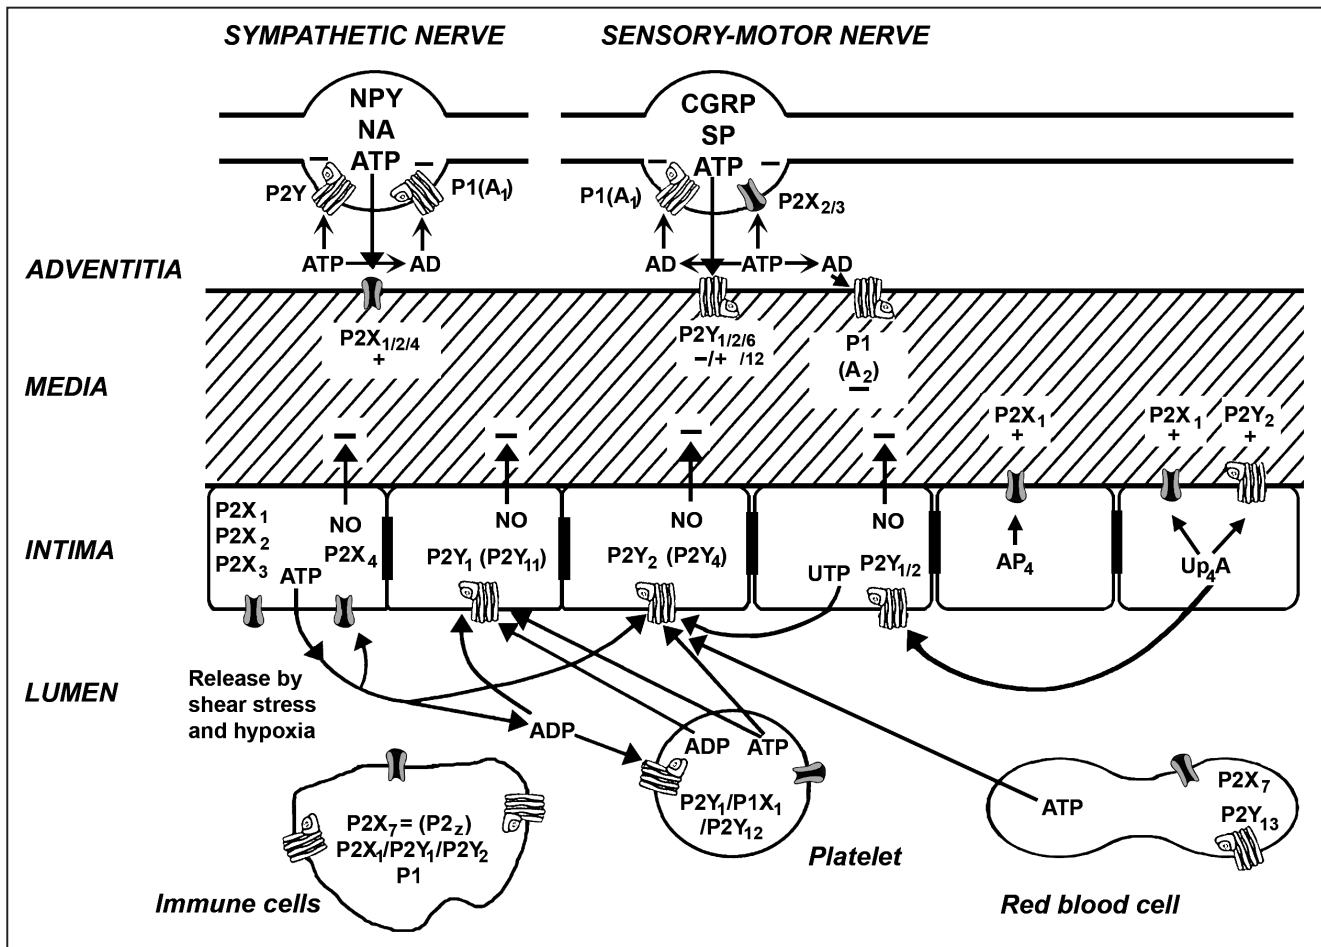 SYMPATHETIC NERVE
SENSORY-MOTOR NERVE
NPY
NA
ATP
CGRP
SP
ATP
–
–
–
–
P2Y
P1(A₁)
P1(A₁)
P2X₂/₃
ADVENTITIA
ATP
AD
AD
ATP
AD
P2X₁/₂/₄
+
P2Y₁/₂/₆
–/+ /₁₂
P1
(A₂)
–
MEDIA
P2X₁
+
P2X₁
+
P2Y₂
+
–
–
–
–
P2X₁
P2X₂
P2X₃
NO
P2X₄
ATP
NO
P2Y₁ (P2Y₁₁)
NO
P2Y₂ (P2Y₄)
NO
UTP
P2Y₁/₂
AP₄
Up₄A
INTIMA
LUMEN
Release by
shear stress
and hypoxia
ADP
ADP
ATP
P2Y₁/P1X₁
/P2Y₁₂
Platelet
P2X₇ = (P2z)
P2X₁/P2Y₁/P2Y₂
P1
Immune cells
ATP
P2X₇
P2Y₁₃
Red blood cell